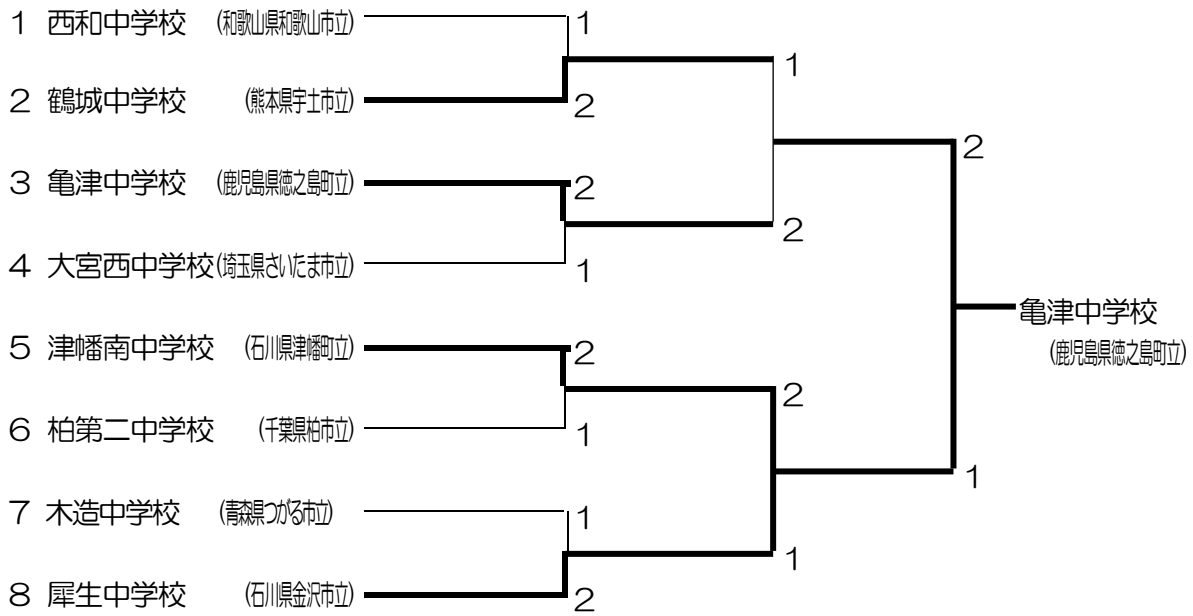 1 西和中学校 (和歌山県和歌山市立) 1
1
2 鶴城中学校 (熊本県宇土市立) 2
2
3 亀津中学校 (鹿児島県徳之島町立) 2
2
4 大宮西中学校(埼玉県さいたま市立) 1
亀津中学校
(鹿児島県徳之島町立)
5 津幡南中学校 (石川県津幡町立) 2
2
6 柏第二中学校 (千葉県柏市立) 1
1
7 木造中学校 (青森県つがる市立) 1
1
8 犀生中学校 (石川県金沢市立) 2